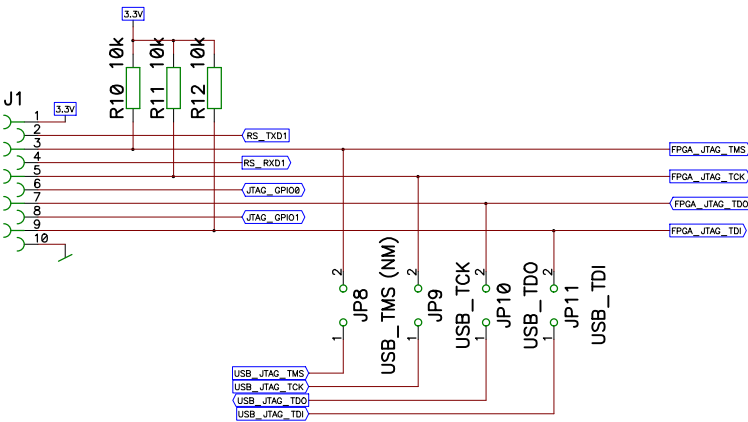 3.3V
R10 10k
R11 10k
R12 10k
J1
3.3V
1
2
RS_TXD1
3
FPGA_JTAG_TMS
4
RS_RXD1
5
FPGA_JTAG_TCK
6
JTAG_GPIO0
7
FPGA_JTAG_TDO
8
JTAG_GPIO1
9
FPGA_JTAG_TDI
10
2
1
JP8
USB_TMS (NM)
2
1
JP9
USB_TCK
2
1
JP10
USB_TDO
2
1
JP11
USB_TDI
USB_JTAG_TMS
USB_JTAG_TCK
USB_JTAG_TDO
USB_JTAG_TDI